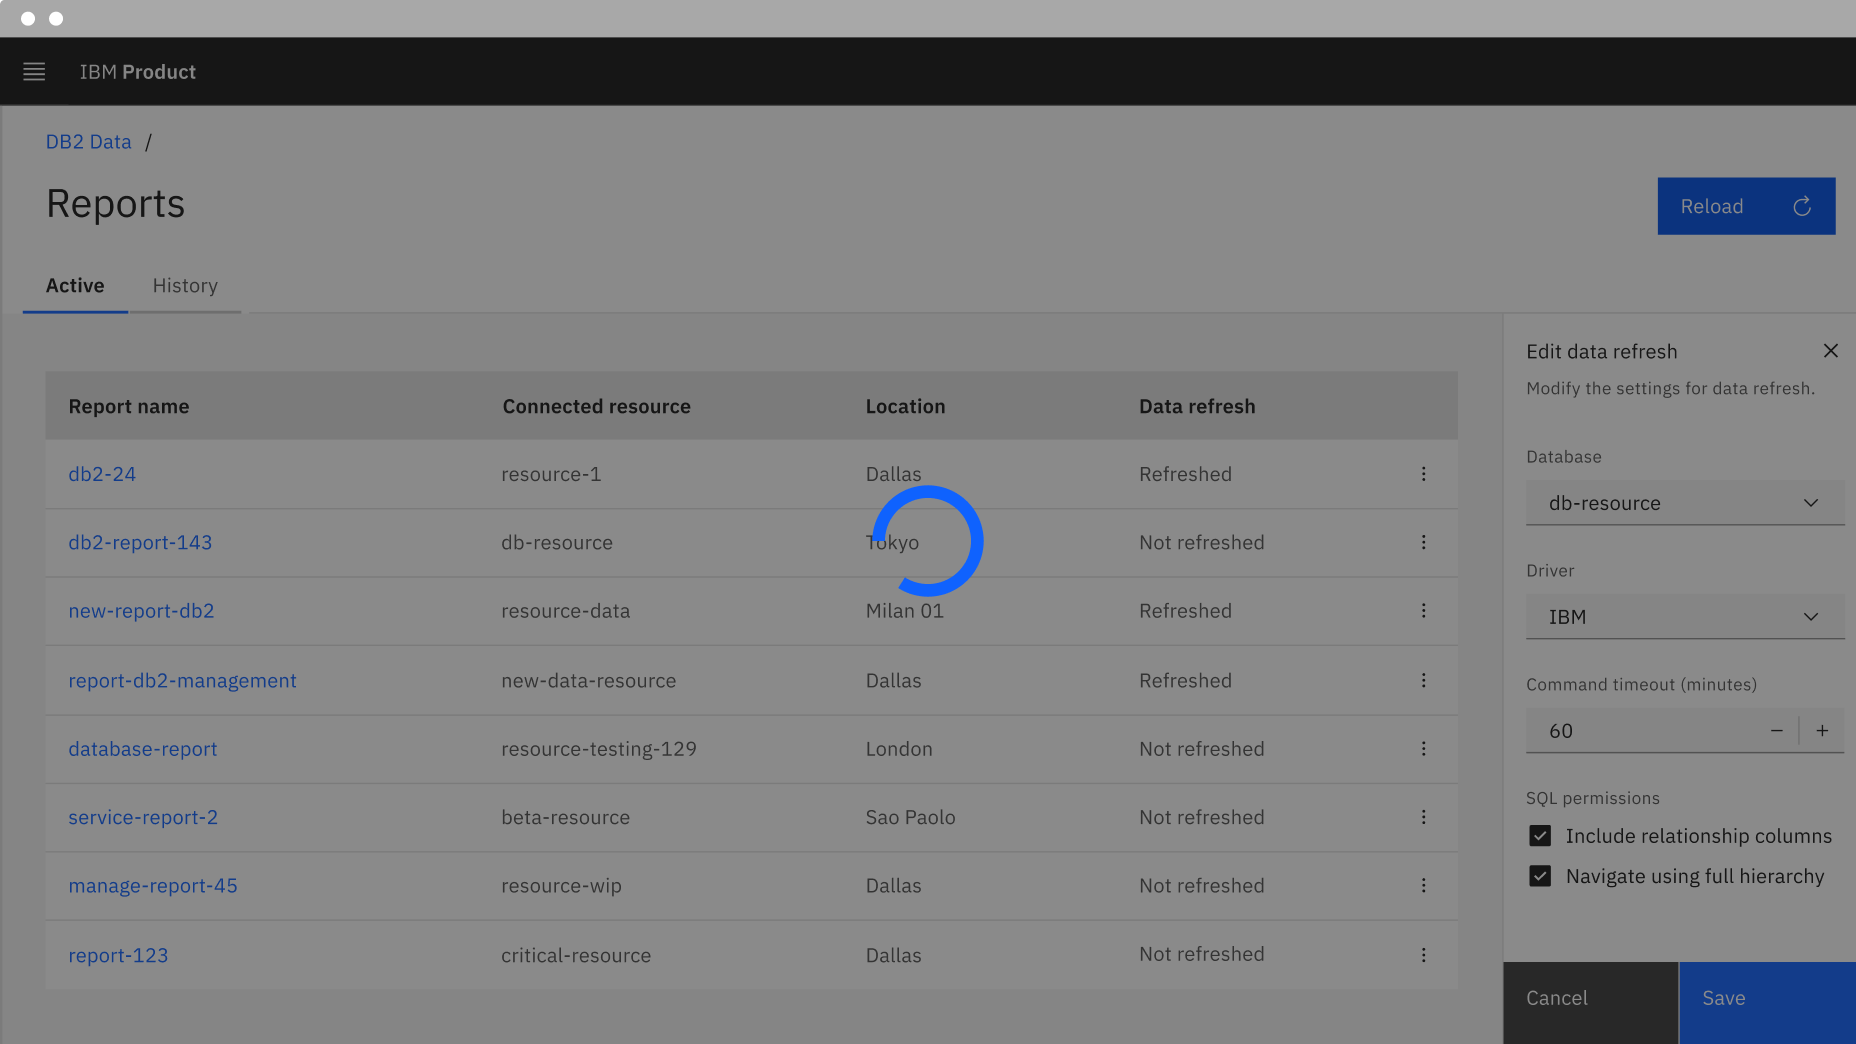 IBM Product
DB2 Data /
Reports
Reload
Active History
Report name Connected resource Location Data refresh
db2-24 resource-1 Dallas Refreshed
db2-report-143 db-resource Tokyo Not refreshed
new-report-db2 resource-data Milan 01 Refreshed
report-db2-management new-data-resource Dallas Refreshed
database-report resource-testing-129 London Not refreshed
service-report-2 beta-resource Sao Paolo Not refreshed
manage-report-45 resource-wip Dallas Not refreshed
report-123 critical-resource Dallas Not refreshed
Edit data refresh
Modify the settings for data refresh.
Database
db-resource
Driver
IBM
Command timeout (minutes)
60
SQL permissions
Include relationship columns
Navigate using full hierarchy
Cancel Save